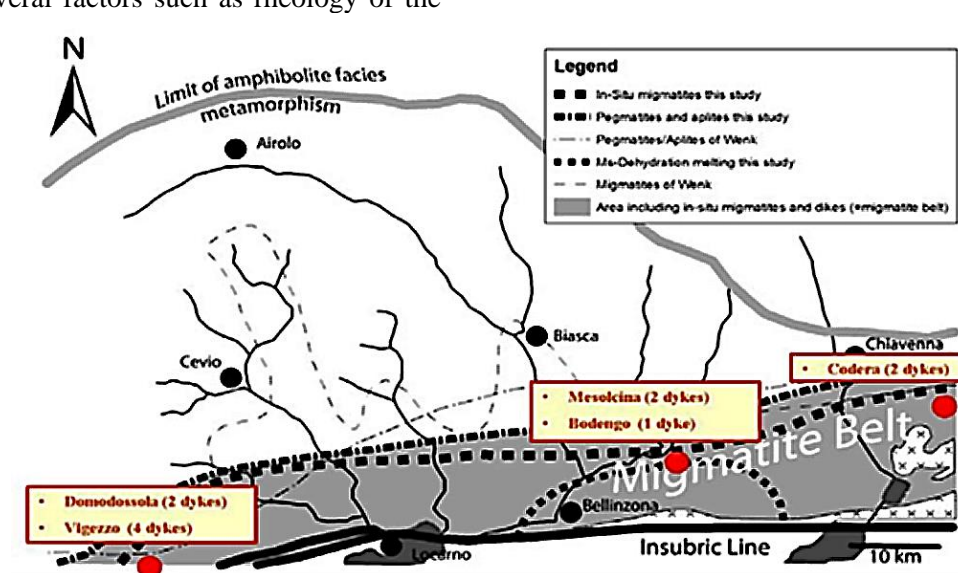 veral factors such as rheology of the
N
Limit of amphibolite facies
metamorphism
Airolo
Legend
In-Situ migmatites this study
Pegmatites and aplites this study
Pegmatites/Aplites of Wenk
Ms-Dehydration melting this study
Migmatites of Wenk
Area including in-situ migmatites and dikes (=migmatite belt)
Biasca
Chiavenna
Cevio
• Codera (2 dykes)
• Mesolcina (2 dykes)
• Bodengo (1 dyke)
Migmatite Belt
• Domodossola (2 dykes)
• Vigezzo (4 dykes)
Bellinzona
Locarno
Insubric Line
10 km